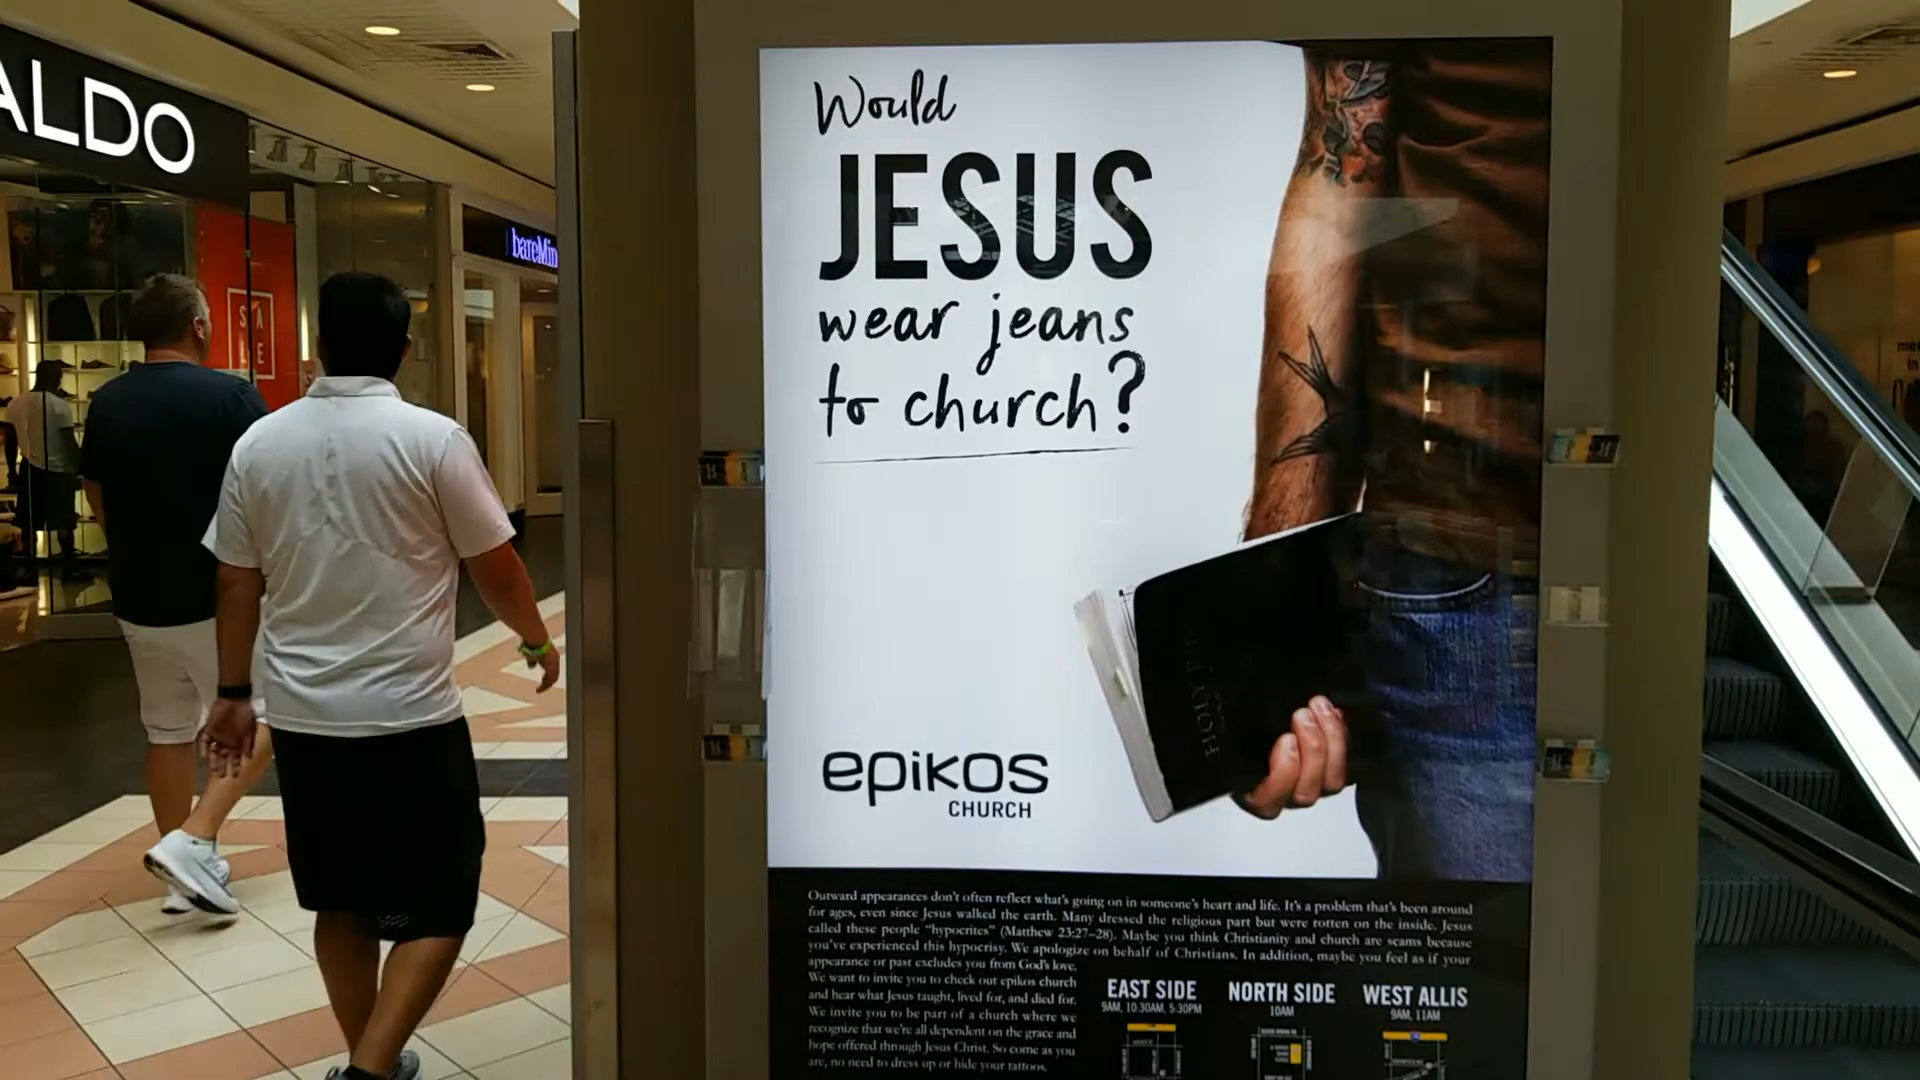 ALDO
SA
LE
bareMin
Would
JESUS
wear jeans
to church?
HOLY BIBLE
epikos
CHURCH
Outward appearances don't often reflect what's going on in someone's heart and life. It's a problem that's been around
for ages, even since Jesus walked the earth. Many dressed the religious part but were rotten on the inside. Jesus
called these people "hypocrites" (Matthew 23:27–28). Maybe you think Christianity and church are scams because
you've experienced this hypocrisy. We apologize on behalf of Christians. In addition, maybe you feel as if your
appearance or past excludes you from God's love.
We want to invite you to check out epikos church
and hear what Jesus taught, lived for, and died for.
We invite you to be part of a church where we
recognize that we're all dependent on the grace and
hope offered through Jesus Christ. So come as you
are, no need to dress up or hide your tattoos.
EAST SIDE
9AM, 10:30AM, 5:30PM
NORTH SIDE
10AM
WEST ALLIS
9AM, 11AM